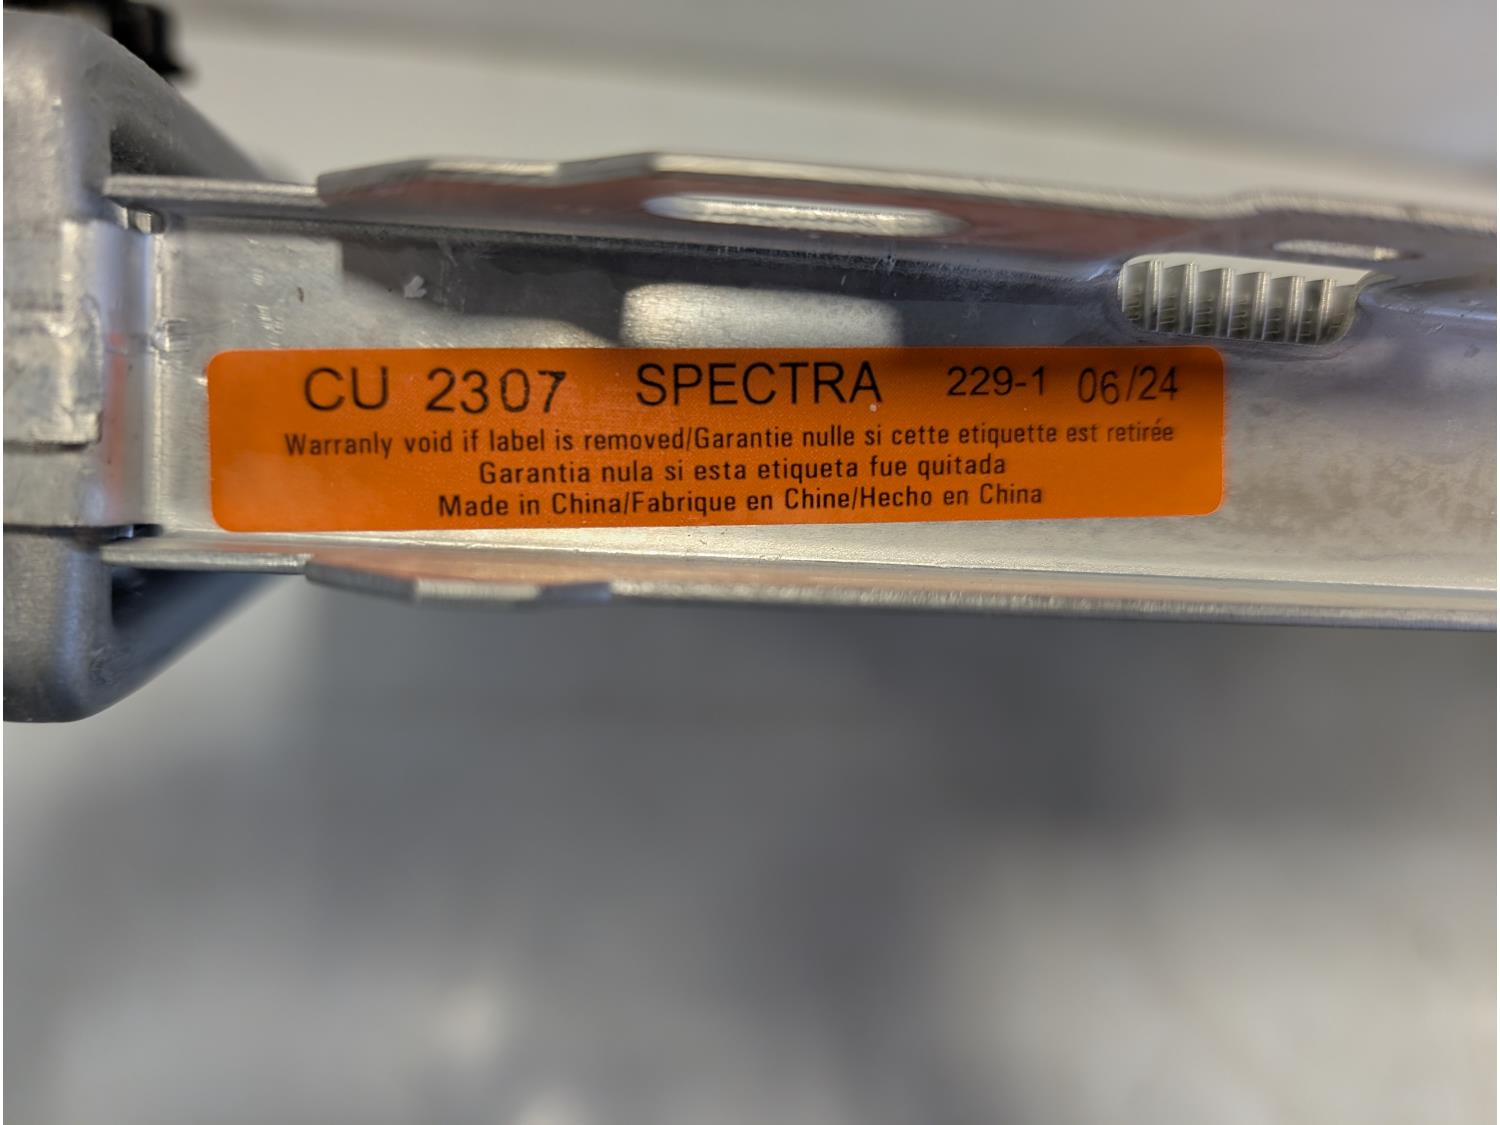 CU 2307 SPECTRA 229-1 06/24
Warranly void if label is removed/Garantie nulle si cette etiquette est retirée
Garantia nula si esta etiqueta fue quitada
Made in China/Fabrique en Chine/Hecho en China